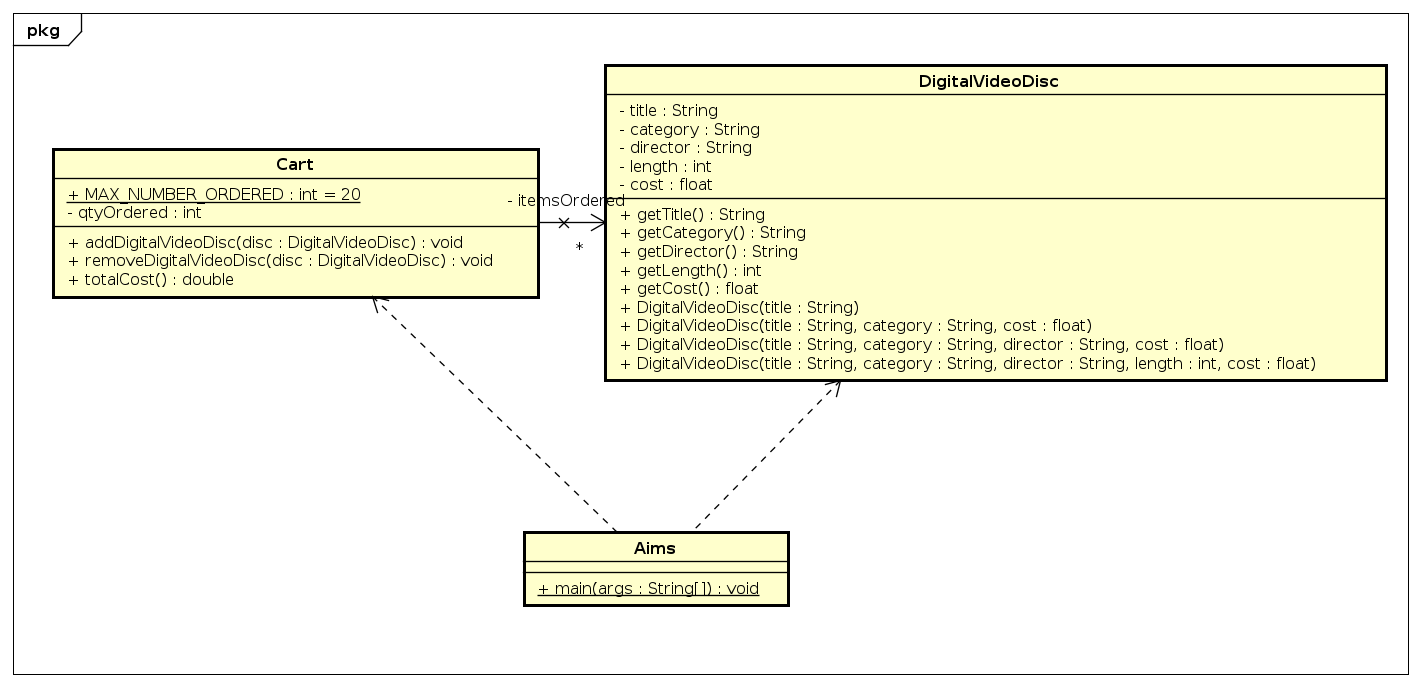 pkg
DigitalVideoDisc
- title : String
- category : String
- director : String
- length : int
- cost : float
+ getTitle() : String
+ getCategory() : String
+ getDirector() : String
+ getLength() : int
+ getCost() : float
+ DigitalVideoDisc(title : String)
+ DigitalVideoDisc(title : String, category : String, cost : float)
+ DigitalVideoDisc(title : String, category : String, director : String, cost : float)
+ DigitalVideoDisc(title : String, category : String, director : String, length : int, cost : float)
Cart
+ MAX_NUMBER_ORDERED : int = 20
- qtyOrdered : int
+ addDigitalVideoDisc(disc : DigitalVideoDisc) : void
+ removeDigitalVideoDisc(disc : DigitalVideoDisc) : void
+ totalCost() : double
- itemsOrdered
*
Aims
+ main(args : String[]) : void